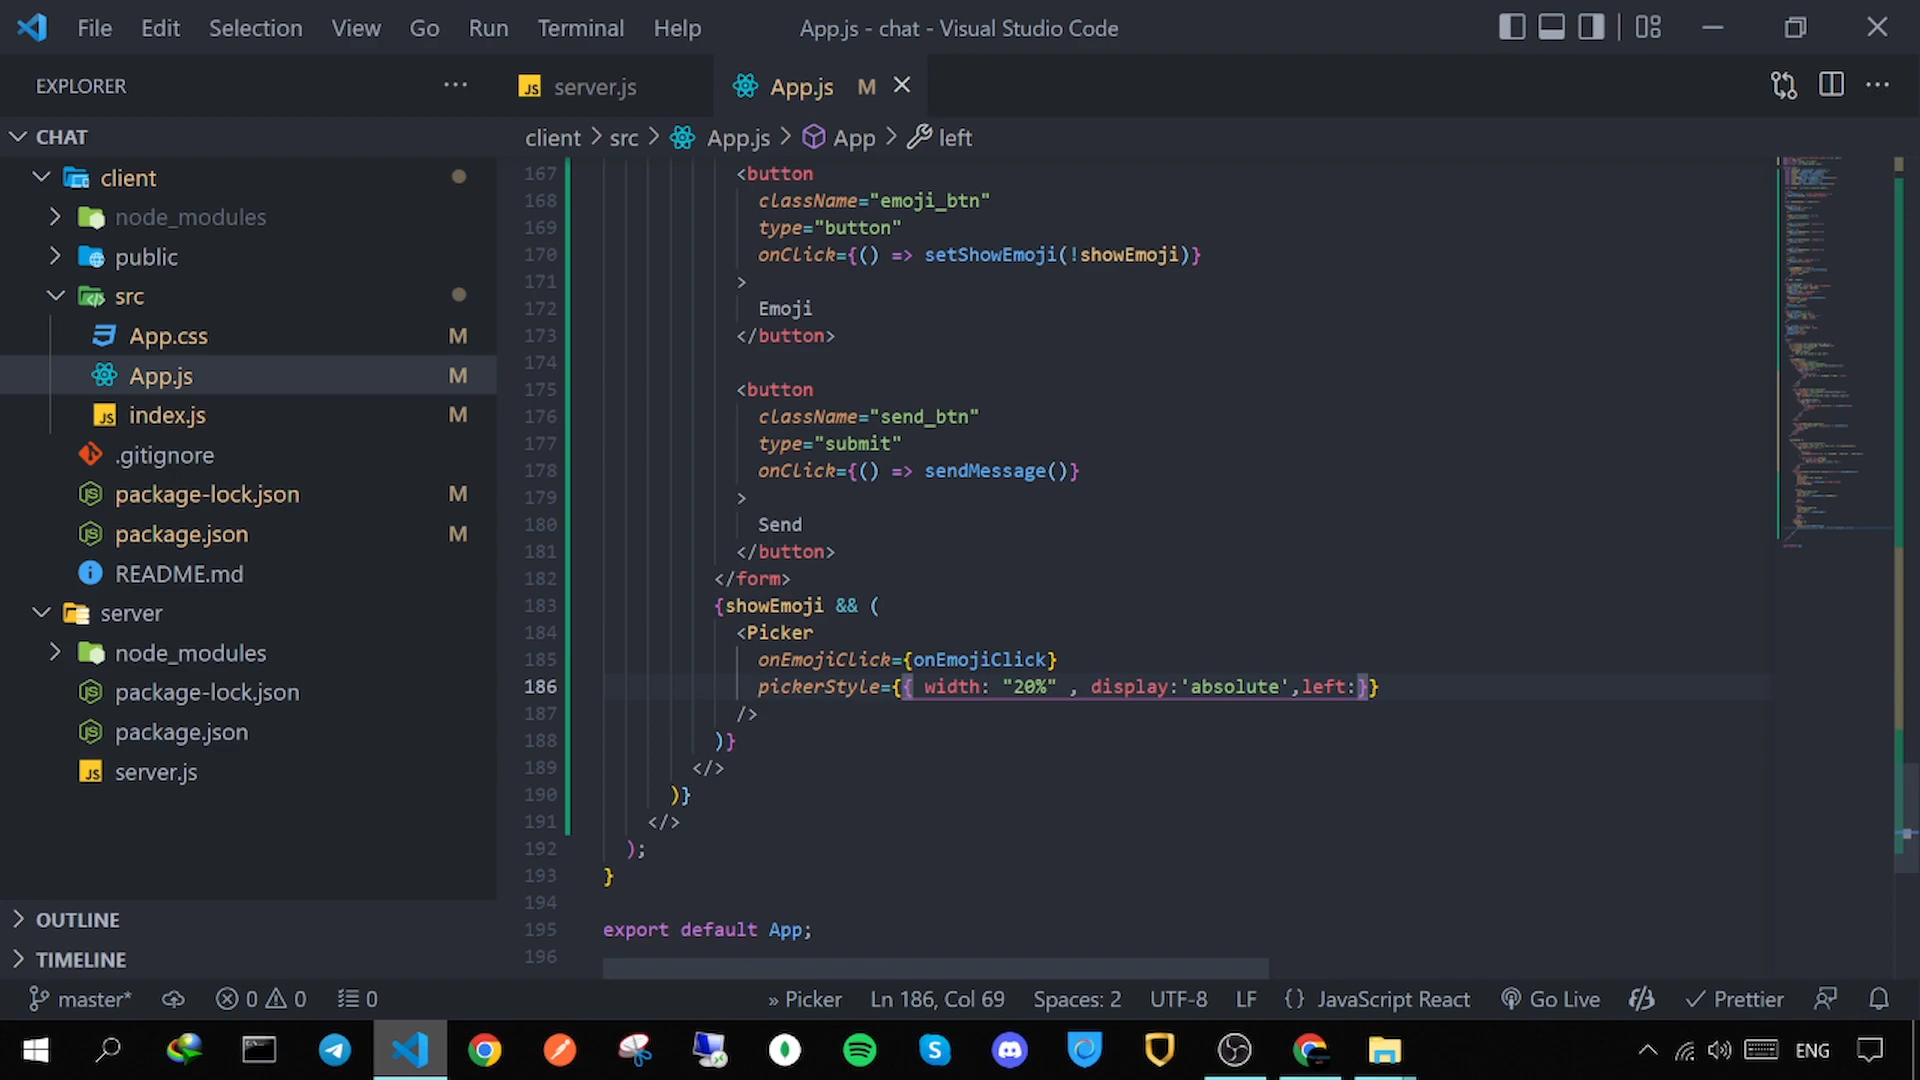 File Edit Selection View Go Run Terminal Help
App.js - chat - Visual Studio Code
EXPLORER
CHAT
client
node_modules
public
src
App.css M
App.js M
index.js M
.gitignore
package-lock.json M
package.json M
README.md
server
node_modules
package-lock.json
package.json
server.js
OUTLINE
TIMELINE
server.js
App.js M
client > src > App.js > App > left
167 <button
168 className="emoji_btn"
169 type="button"
170 onClick={() => setShowEmoji(!showEmoji)}
171 >
172 Emoji
173 </button>
174
175 <button
176 className="send_btn"
177 type="submit"
178 onClick={() => sendMessage()}
179 >
180 Send
181 </button>
182 </form>
183 {showEmoji && (
184 <Picker
185 onEmojiClick={onEmojiClick}
186 pickerStyle={{ width: "20%" , display:'absolute',left:}}
187 />
188 )}
189 </>
190 )}
191 </>
192 );
193 }
194
195 export default App;
196
master* 0 0 0 » Picker Ln 186, Col 69 Spaces: 2 UTF-8 LF {} JavaScript React Go Live Prettier
ENG